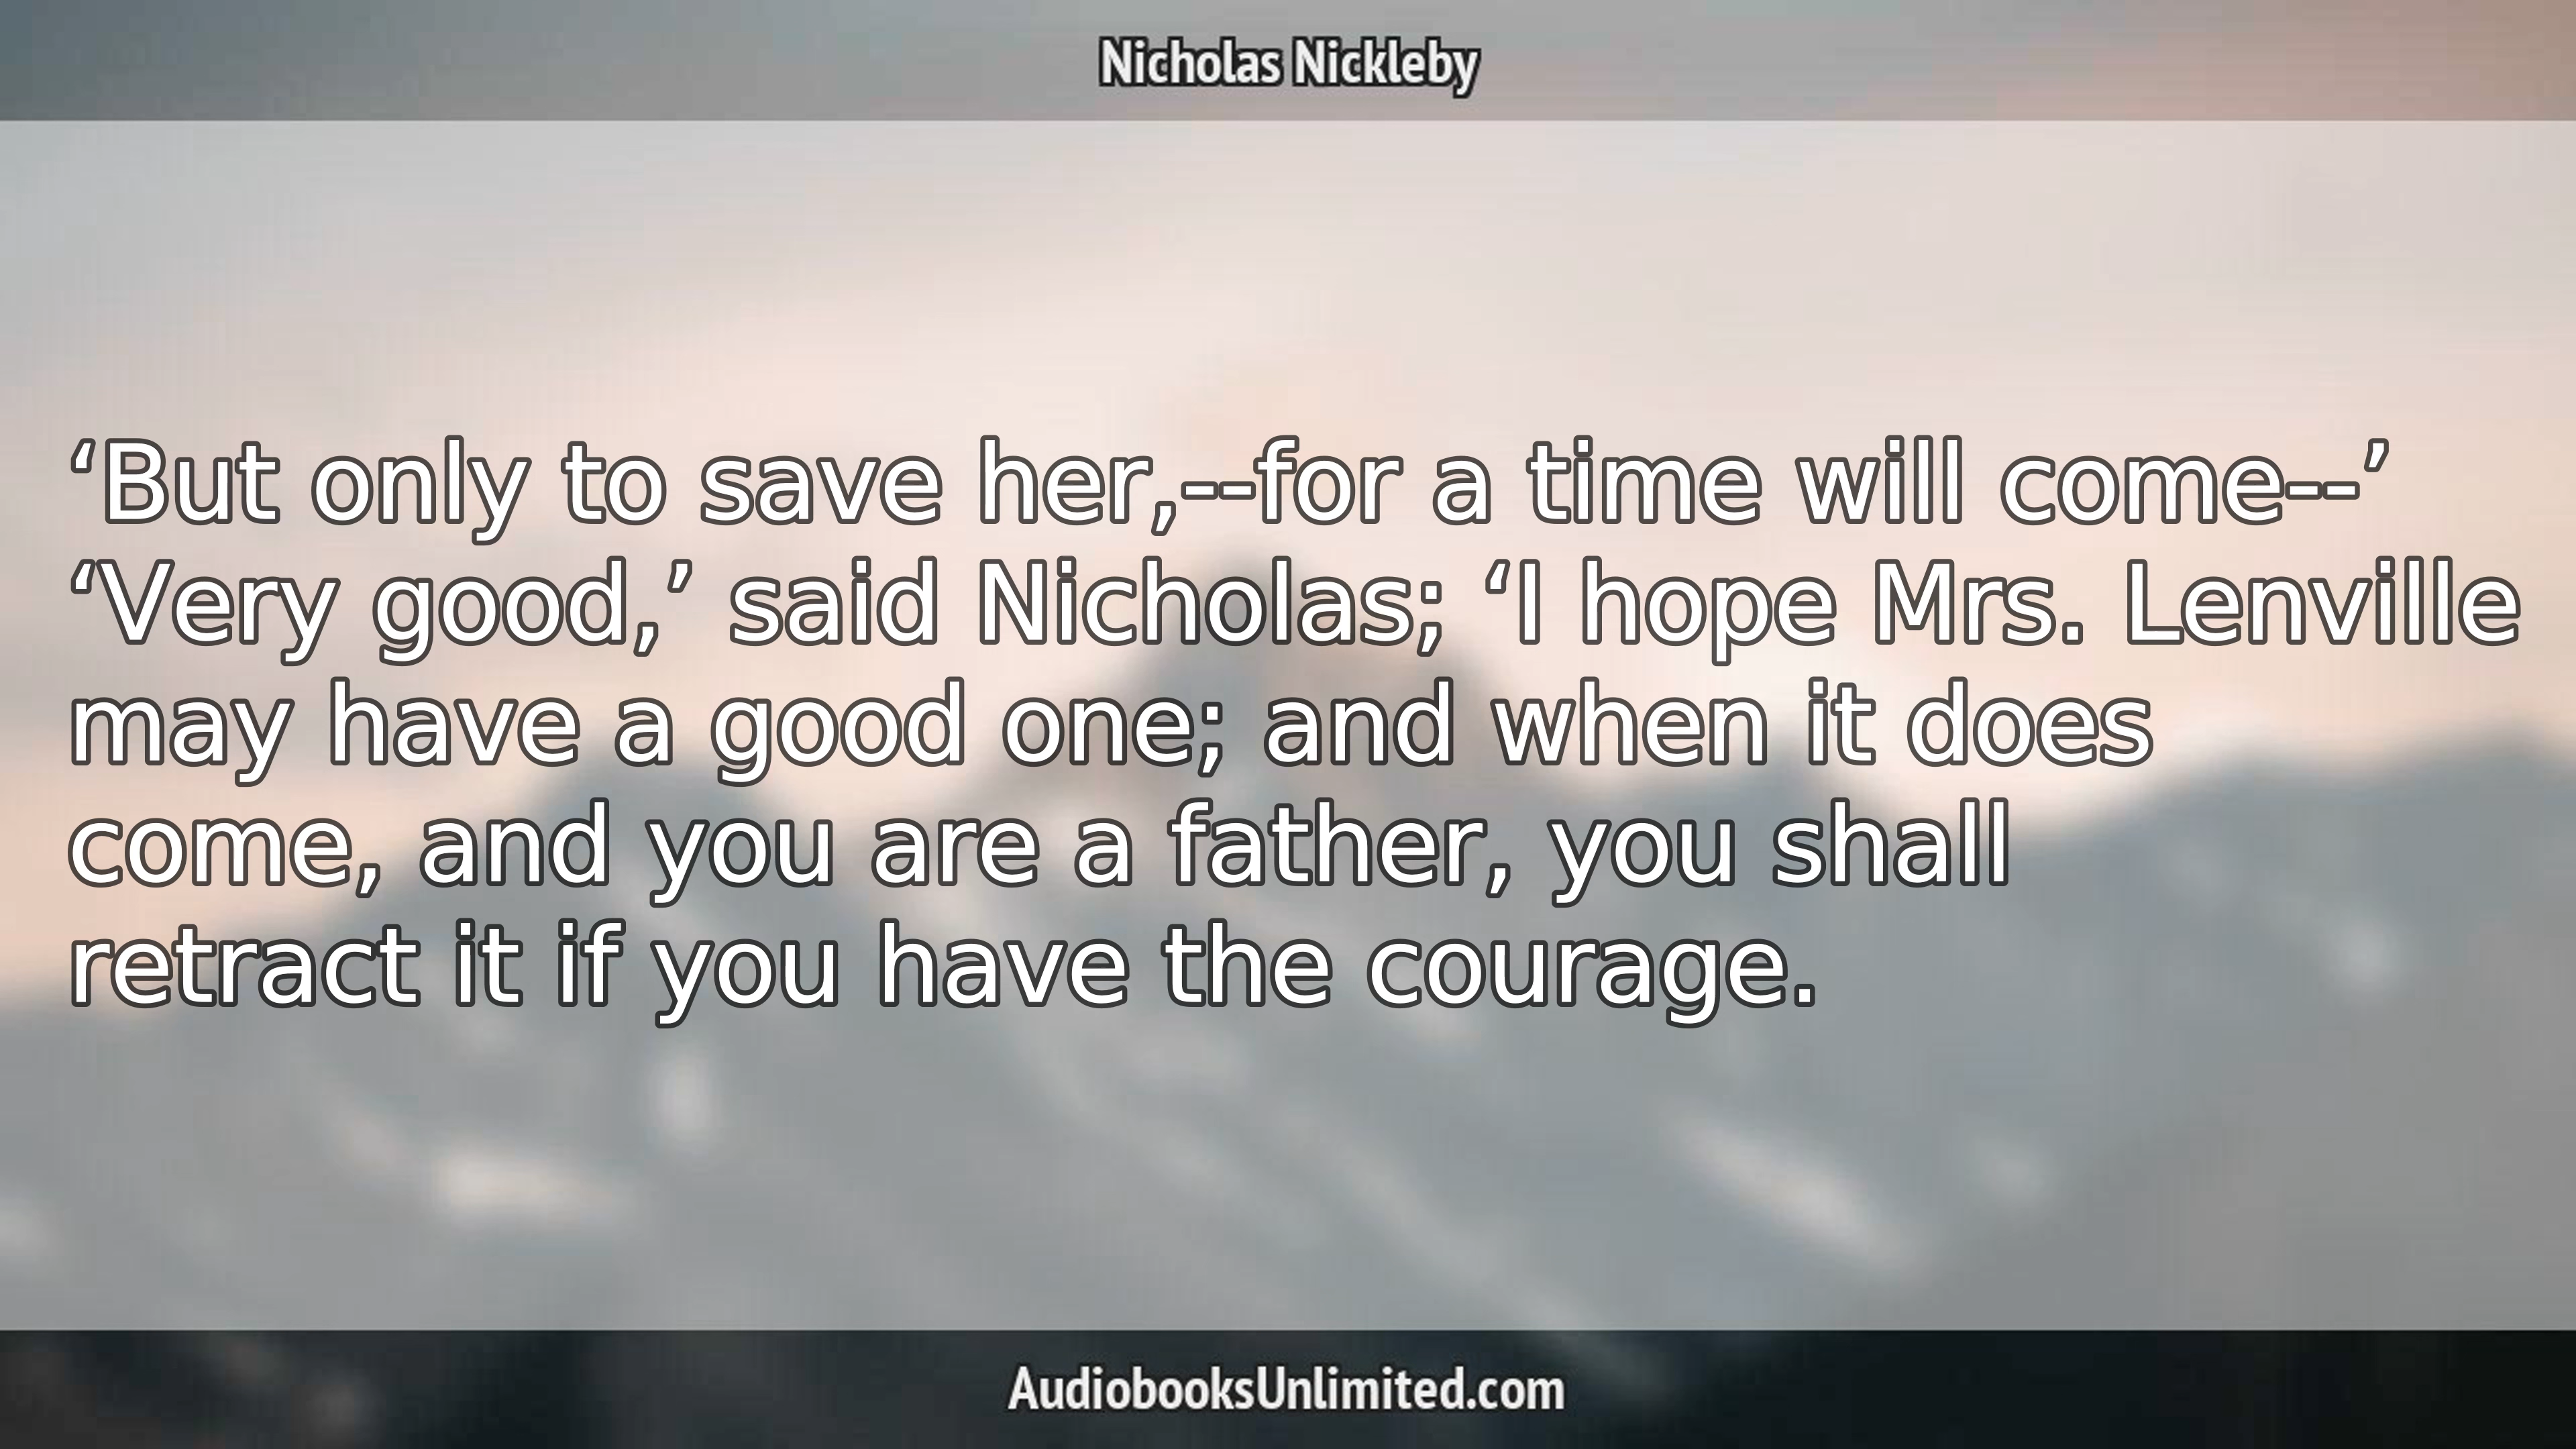 Nicholas Nickleby
‘But only to save her,--for a time will come--’
‘Very good,’ said Nicholas; ‘I hope Mrs. Lenville
may have a good one; and when it does
come, and you are a father, you shall
retract it if you have the courage.
AudiobooksUnlimited.com